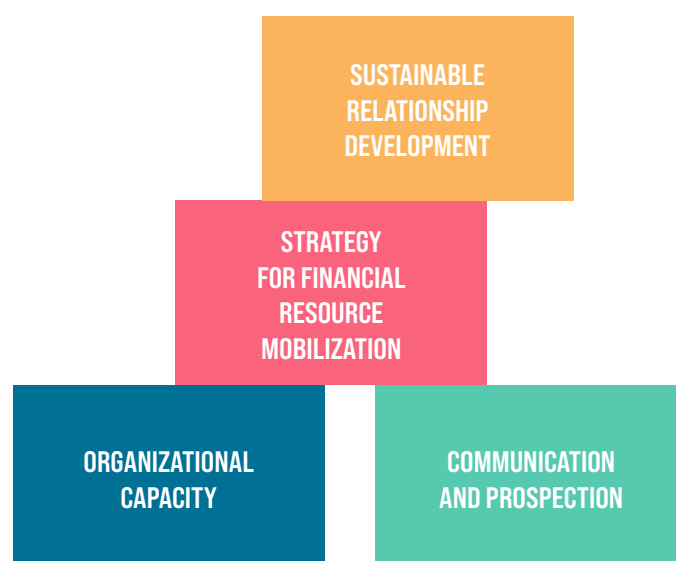 SUSTAINABLE
RELATIONSHIP
DEVELOPMENT
STRATEGY
FOR FINANCIAL
RESOURCE
MOBILIZATION
ORGANIZATIONAL
CAPACITY
COMMUNICATION
AND PROSPECTION